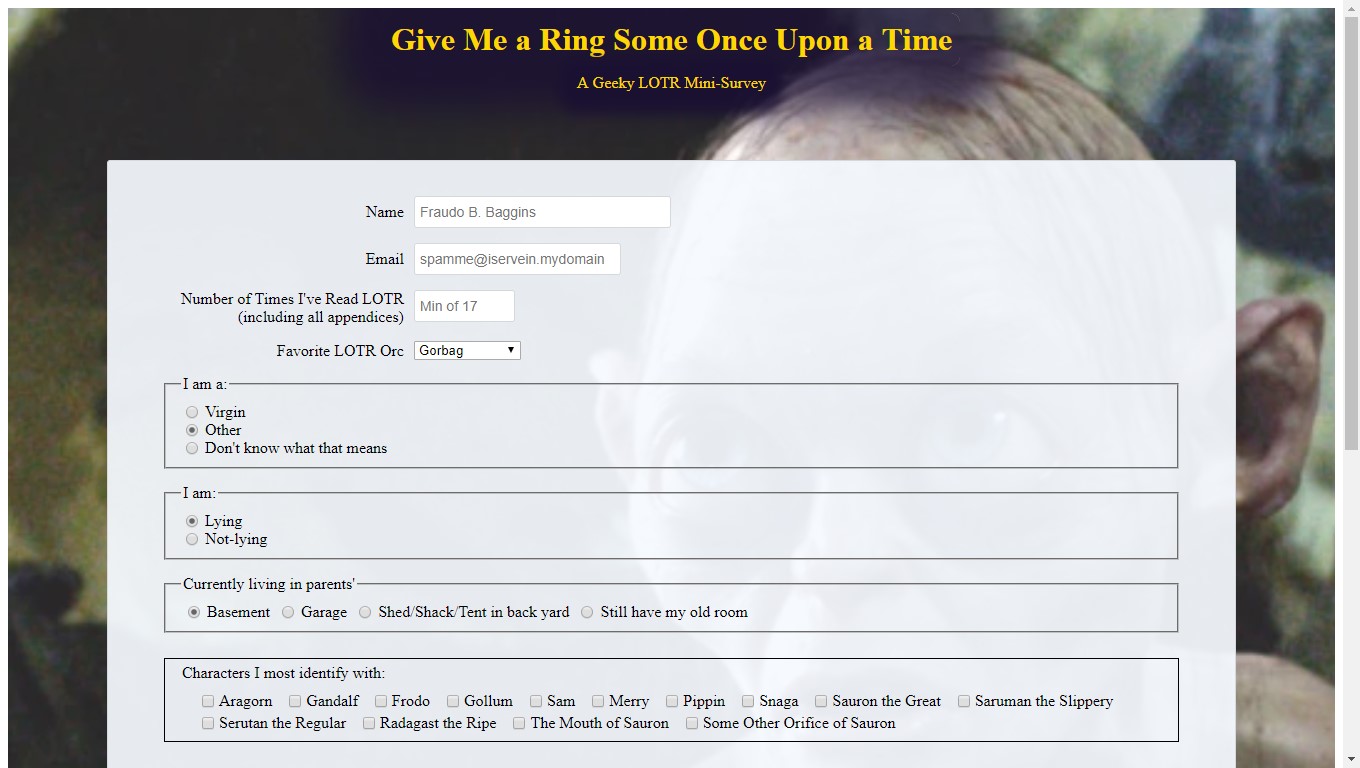 Give Me a Ring Some Once Upon a Time
A Geeky LOTR Mini-Survey
Name Fraudo B. Baggins
Email spamme@iservein.mydomain
Number of Times I've Read LOTR
(including all appendices) Min of 17
Favorite LOTR Orc Gorbag
I am a:
Virgin
Other
Don't know what that means
I am:
Lying
Not-lying
Currently living in parents'
Basement Garage Shed/Shack/Tent in back yard Still have my old room
Characters I most identify with:
Aragorn Gandalf Frodo Gollum Sam Merry Pippin Snaga Sauron the Great Saruman the Slippery
Serutan the Regular Radagast the Ripe The Mouth of Sauron Some Other Orifice of Sauron